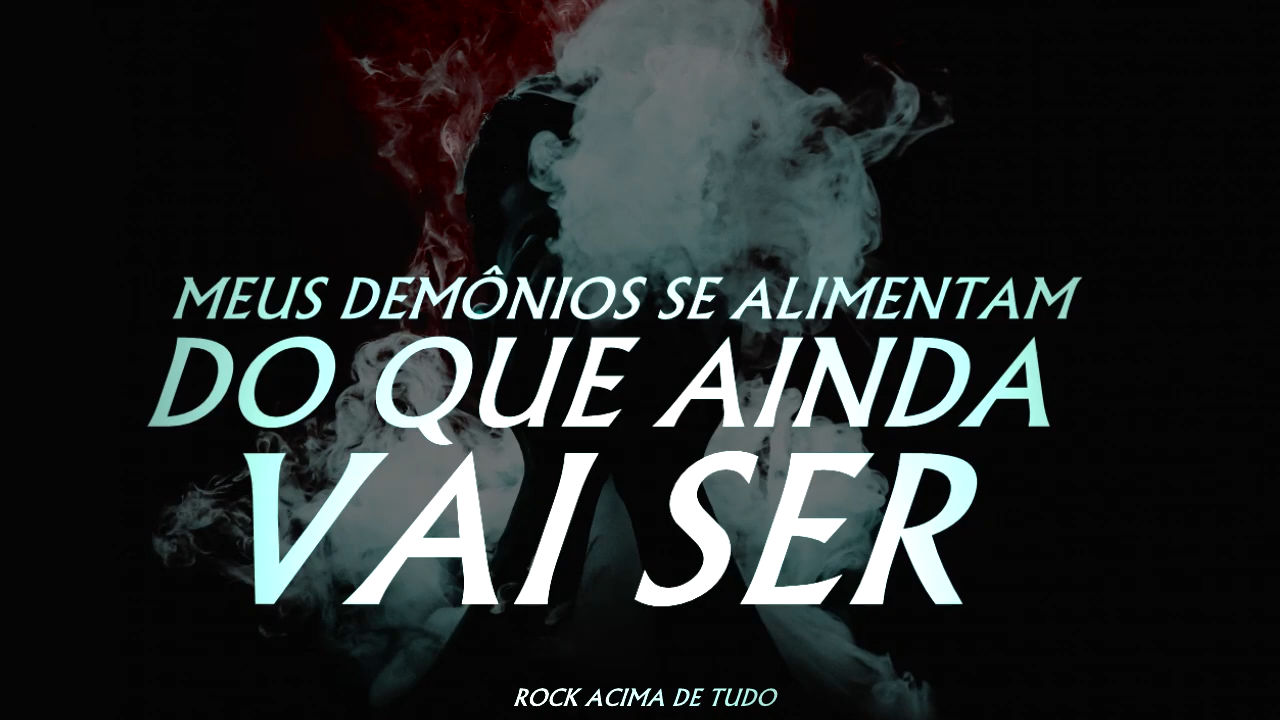 MEUS DEMÔNIOS SE ALIMENTAM
DO QUE AINDA
VAI SER
ROCK ACIMA DE TUDO